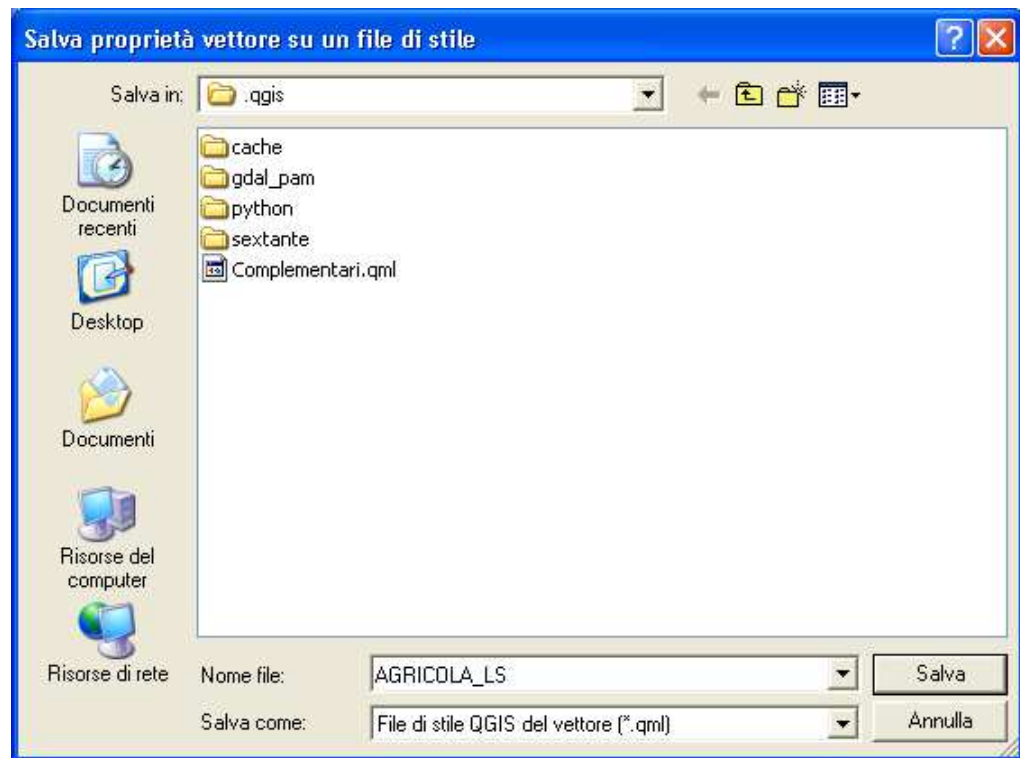 Salva proprietà vettore su un file di stile
Salva in:
.qgis
Documenti
recenti
Desktop
Documenti
Risorse del
computer
Risorse di rete
cache
gdal_pam
python
sextante
Complementari.qml
Nome file:
AGRICOLA_LS
Salva
Salva come:
File di stile QGIS del vettore (*.qml)
Annulla